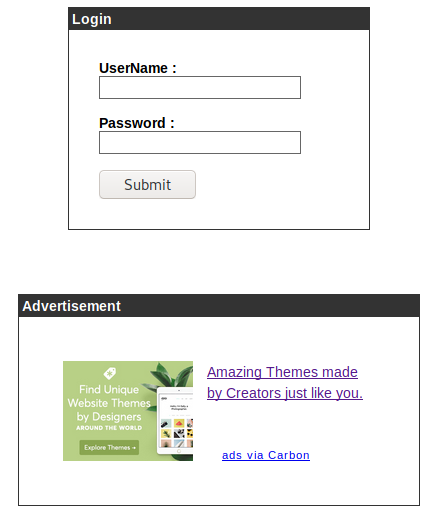 Login
UserName :
Password :
Submit
Advertisement
Find Unique
Website Themes
by Designers
AROUND THE WORLD
Explore Themes
Amazing Themes made
by Creators just like you.
ads via Carbon